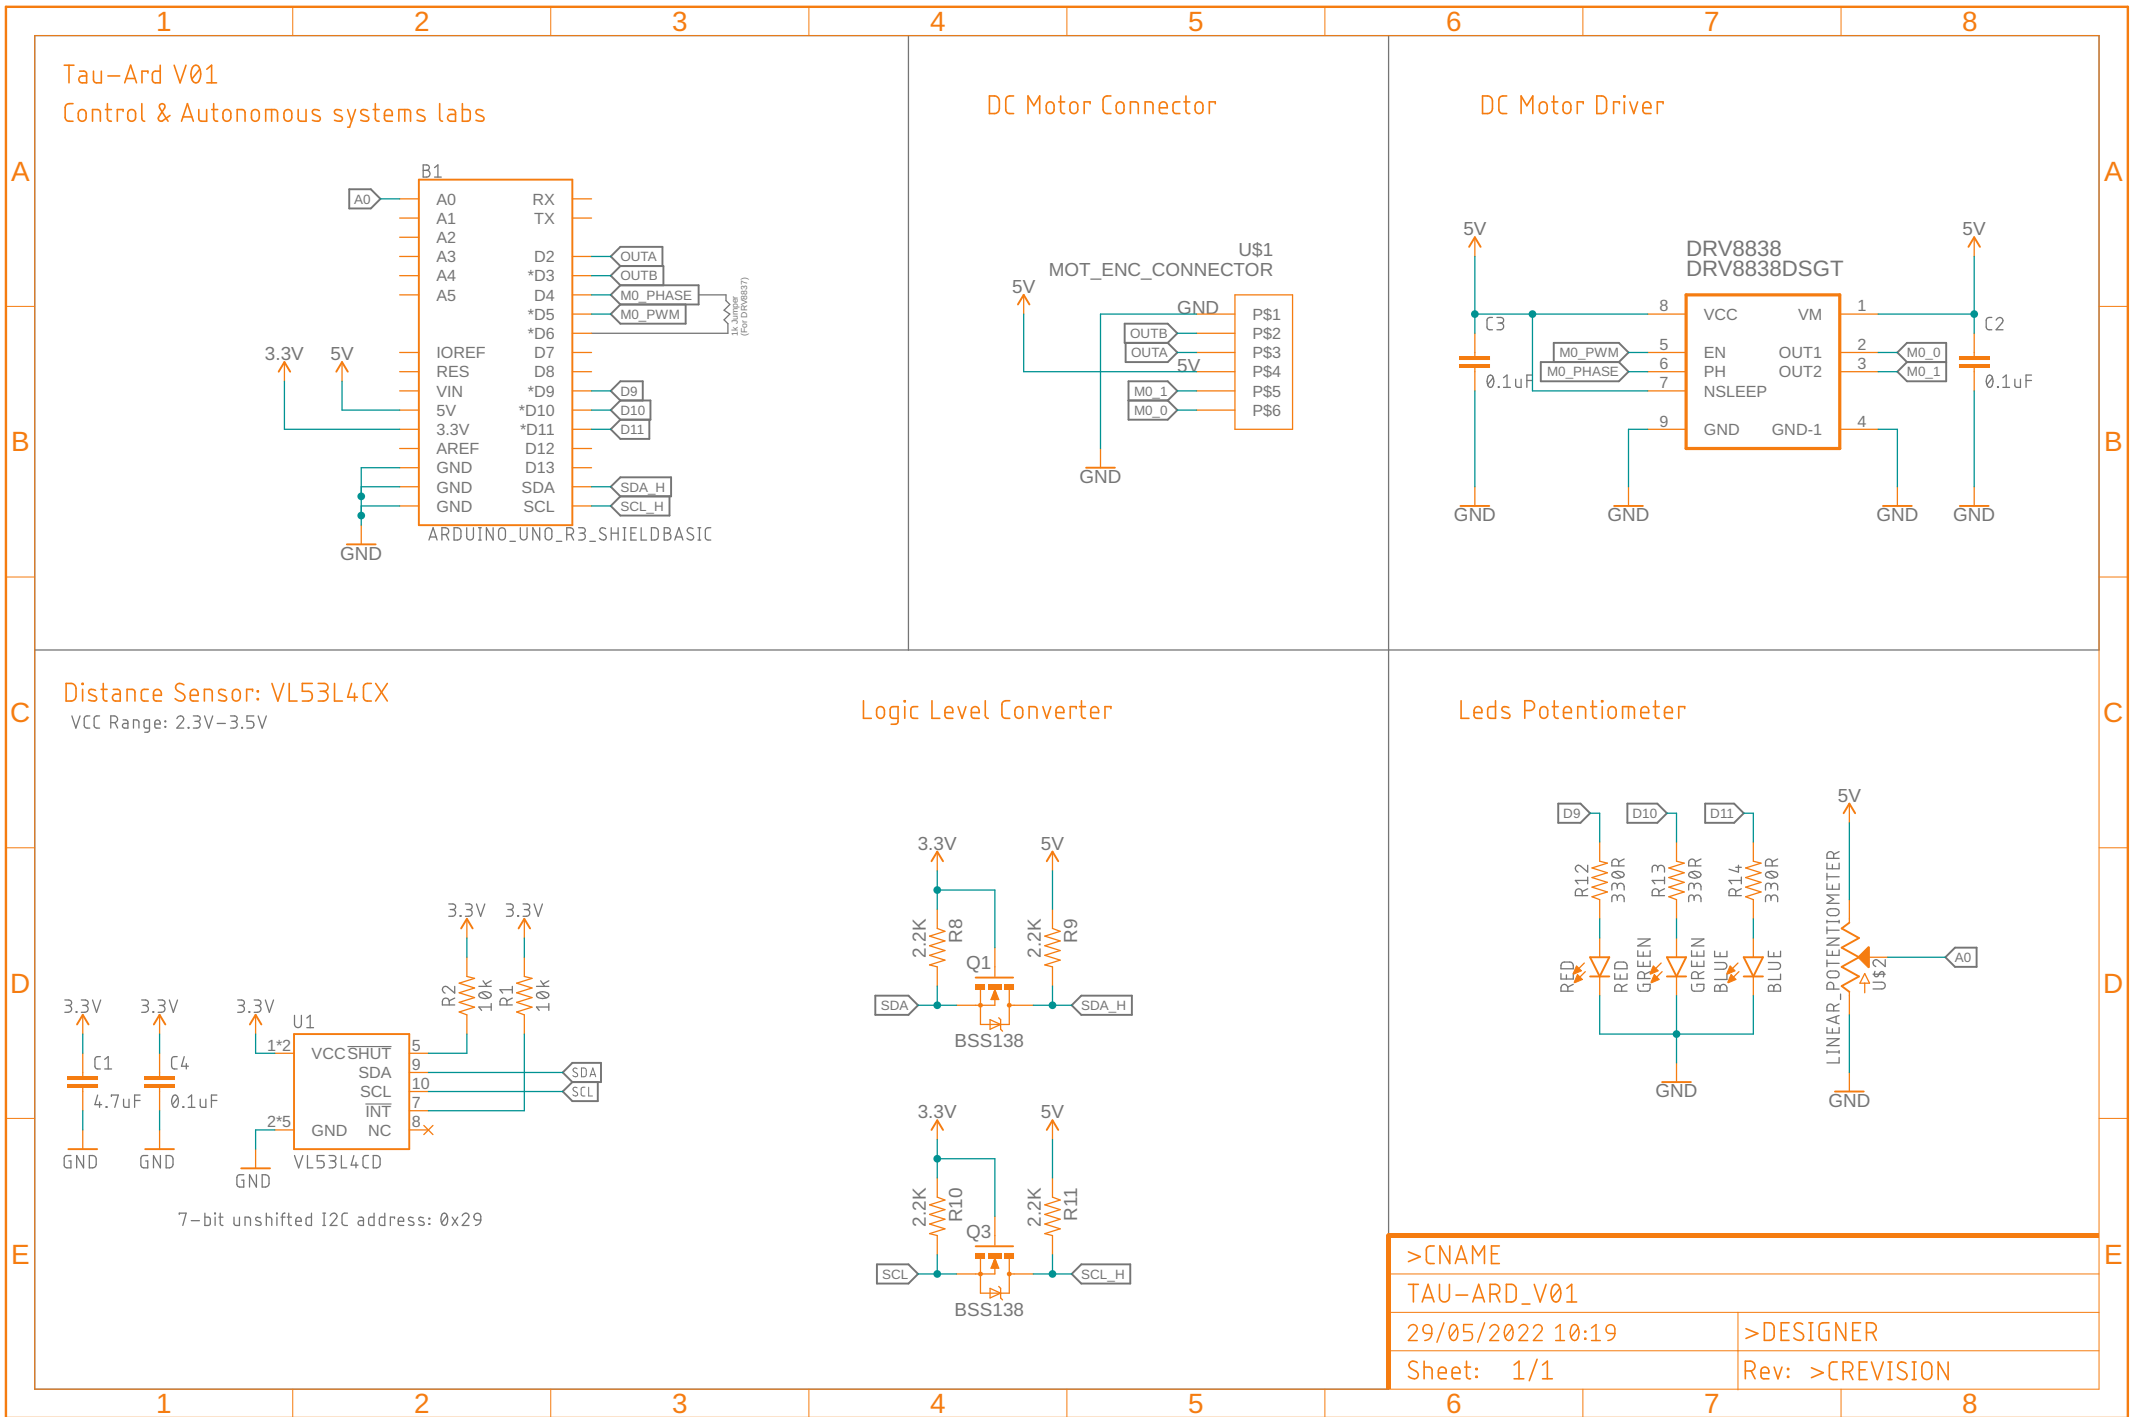 1 2 3 4 5 6 7 8
A
B
C
D
E
Tau-Ard V01
Control & Autonomous systems labs
B1
A0
A0 RX
A1 TX
A2
A3 D2 OUTA
A4 *D3 OUTB
A5 D4 M0_PHASE
*D5 M0_PWM
*D6
1k Jumper
(For DRV8837)
IOREF D7
RES D8
VIN *D9 D9
5V *D10 D10
3.3V *D11 D11
AREF D12
GND D13
GND SDA SDA_H
GND SCL SCL_H
3.3V 5V
GND
ARDUINO_UNO_R3_SHIELDBASIC
DC Motor Connector
U$1
MOT_ENC_CONNECTOR
5V
GND P$1
OUTB P$2
OUTA P$3
5V P$4
M0_1 P$5
M0_0 P$6
GND
DC Motor Driver
5V
5V
DRV8838
DRV8838DSGT
C3
0.1uF
8 VCC VM 1
M0_PWM 5 EN OUT1 2 M0_0
M0_PHASE 6 PH OUT2 3 M0_1
7 NSLEEP
9 GND GND-1 4
C2
0.1uF
GND GND GND GND
Distance Sensor: VL53L4CX
VCC Range: 2.3V-3.5V
3.3V 3.3V
R2 10k R1 10k
3.3V 3.3V 3.3V
C1
4.7uF
C4
0.1uF
U1
1*2 VCC SHUT 5
SDA 9 SDA
SCL 10 SCL
INT 7
2*5 GND NC 8
GND GND GND
VL53L4CD
7-bit unshifted I2C address: 0x29
Logic Level Converter
3.3V 5V
2.2K R8 2.2K R9
Q1
SDA SDA_H
BSS138
3.3V 5V
2.2K R10 2.2K R11
Q3
SCL SCL_H
BSS138
Leds Potentiometer
D9 D10 D11
R12 330R R13 330R R14 330R
RED RED GREEN GREEN BLUE BLUE
GND
5V
LINEAR_POTENTIOMETER
U$2
A0
GND
>CNAME
TAU-ARD_V01
29/05/2022 10:19 >DESIGNER
Sheet: 1/1 Rev: >CREVISION
A
B
C
D
E
1 2 3 4 5 6 7 8